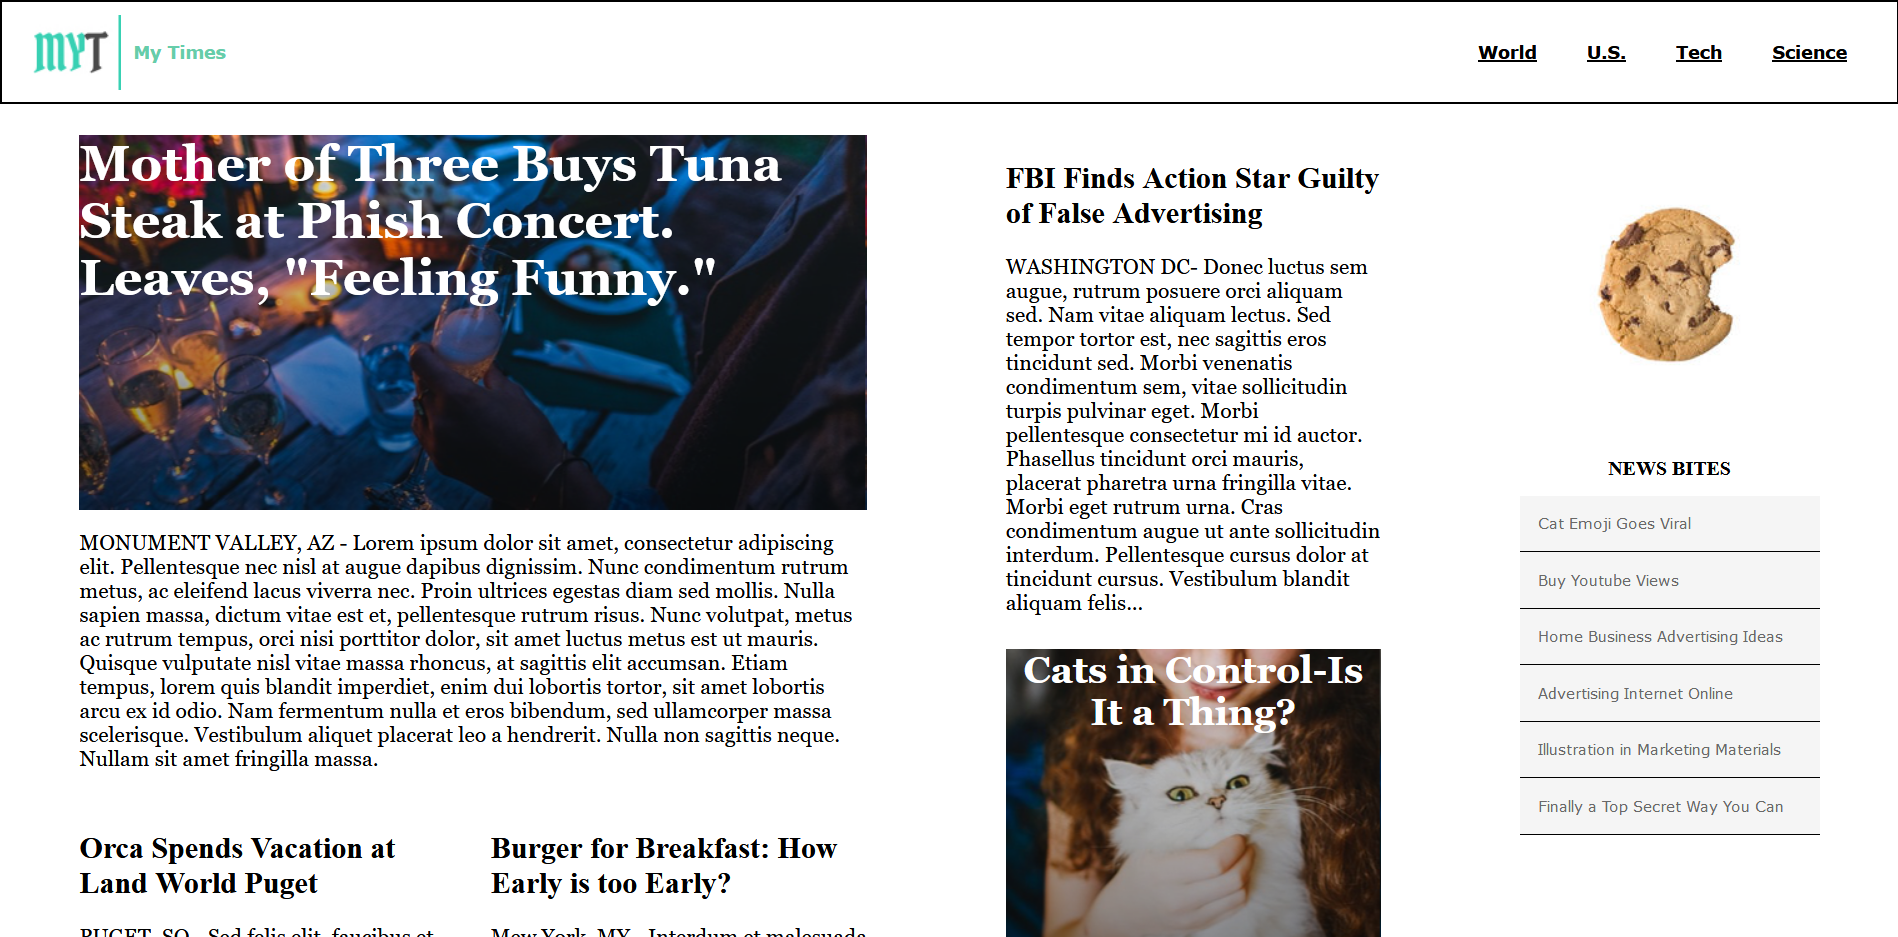 MYT
My Times
World
U.S.
Tech
Science
Mother of Three Buys Tuna
Steak at Phish Concert.
Leaves, "Feeling Funny."
MONUMENT VALLEY, AZ - Lorem ipsum dolor sit amet, consectetur adipiscing
elit. Pellentesque nec nisl at augue dapibus dignissim. Nunc condimentum rutrum
metus, ac eleifend lacus viverra nec. Proin ultrices egestas diam sed mollis. Nulla
sapien massa, dictum vitae est et, pellentesque rutrum risus. Nunc volutpat, metus
ac rutrum tempus, orci nisi porttitor dolor, sit amet luctus metus est ut mauris.
Quisque vulputate nisl vitae massa rhoncus, at sagittis elit accumsan. Etiam
tempus, lorem quis blandit imperdiet, enim dui lobortis tortor, sit amet lobortis
arcu ex id odio. Nam fermentum nulla et eros bibendum, sed ullamcorper massa
scelerisque. Vestibulum aliquet placerat leo a hendrerit. Nulla non sagittis neque.
Nullam sit amet fringilla massa.
Orca Spends Vacation at
Land World Puget
PUGET, SO - Sed felis elit, faucibus et
Burger for Breakfast: How
Early is too Early?
Mew York, MY - Interdum et malesuada
FBI Finds Action Star Guilty
of False Advertising
WASHINGTON DC- Donec luctus sem
augue, rutrum posuere orci aliquam
sed. Nam vitae aliquam lectus. Sed
tempor tortor est, nec sagittis eros
tincidunt sed. Morbi venenatis
condimentum sem, vitae sollicitudin
turpis pulvinar eget. Morbi
pellentesque consectetur mi id auctor.
Phasellus tincidunt orci mauris,
placerat pharetra urna fringilla vitae.
Morbi eget rutrum urna. Cras
condimentum augue ut ante sollicitudin
interdum. Pellentesque cursus dolor at
tincidunt cursus. Vestibulum blandit
aliquam felis...
Cats in Control-Is
It a Thing?
NEWS BITES
Cat Emoji Goes Viral
Buy Youtube Views
Home Business Advertising Ideas
Advertising Internet Online
Illustration in Marketing Materials
Finally a Top Secret Way You Can